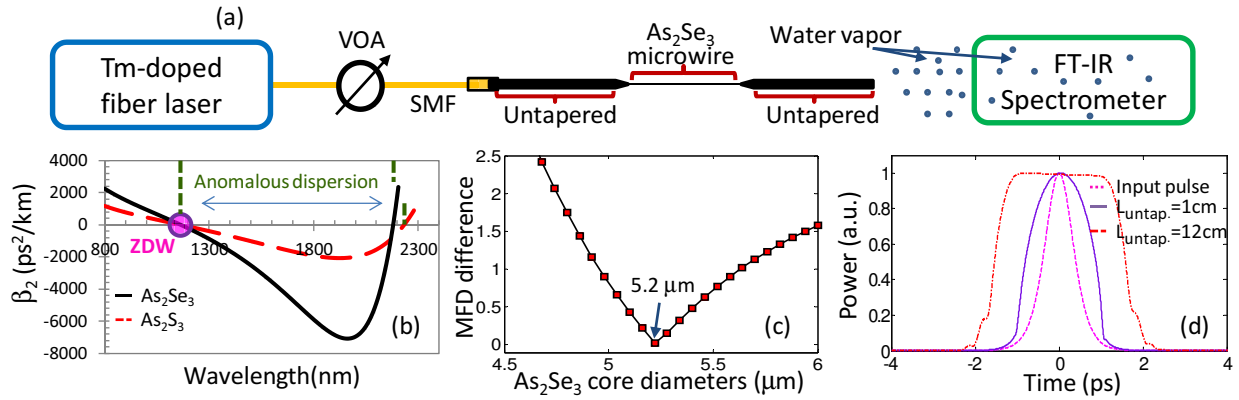 (a)
Tm-doped
fiber laser
VOA
SMF
Untapered
As2Se3
microwire
Untapered
Water vapor
FT-IR
Spectrometer
β2 (ps²/km)
4000
2000
0
-2000
-4000
-6000
-8000
800
1300
1800
2300
Anomalous dispersion
ZDW
As2Se3
As2S3
(b)
Wavelength(nm)
MFD difference
2.5
2
1.5
1
0.5
0
4.5
5
5.5
6
5.2 μm
(c)
As2Se3 core diameters (μm)
Power (a.u.)
1
0.8
0.6
0.4
0.2
0
-4
-2
0
2
4
Input pulse
Luntap.=1cm
Luntap.=12cm
(d)
Time (ps)